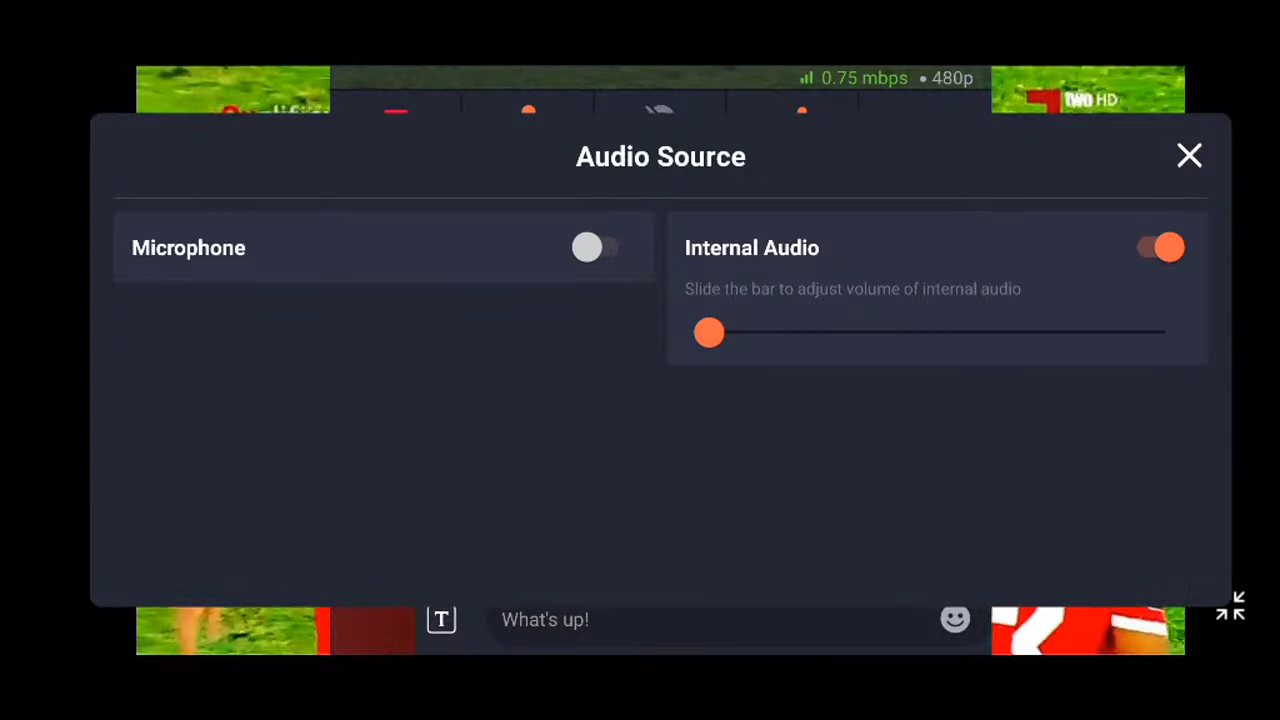 0.75 mbps • 480p
TWO HD
Audio Source
Microphone
Internal Audio
Slide the bar to adjust volume of internal audio
T
What's up!